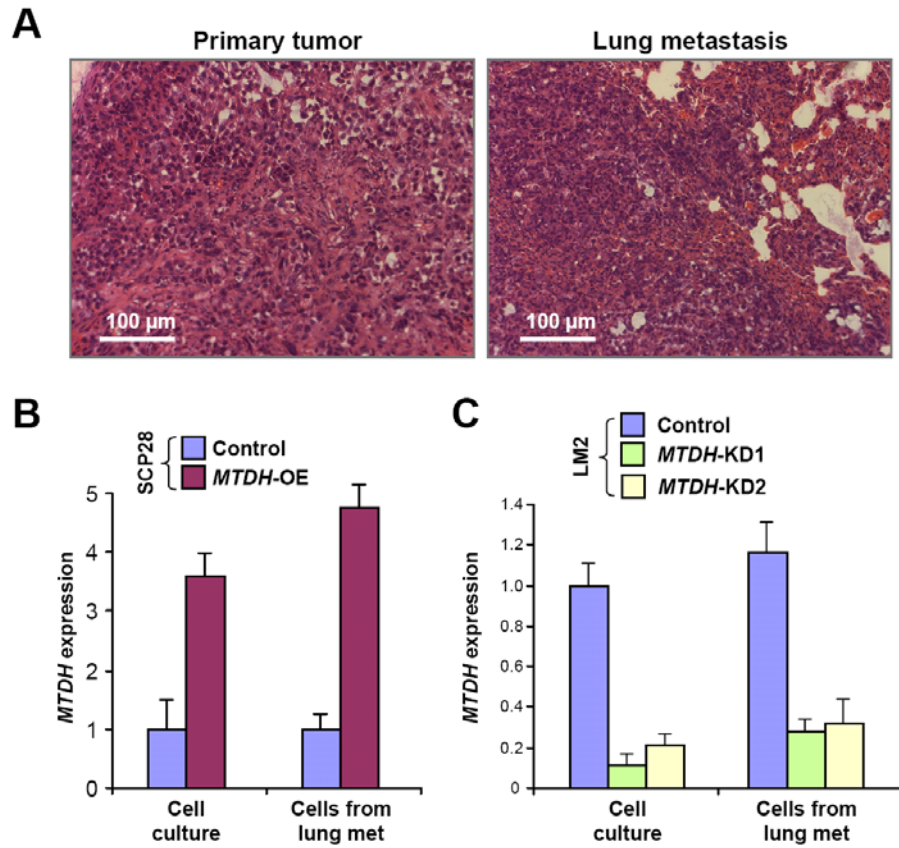 A
Primary tumor
Lung metastasis
100 µm
100 µm
B
SCP28
Control
MTDH-OE
MTDH expression
5
4
3
2
1
0
Cell
culture
Cells from
lung met
C
LM2
Control
MTDH-KD1
MTDH-KD2
MTDH expression
1.4
1.2
1.0
0.8
0.6
0.4
0.2
0
Cell
culture
Cells from
lung met